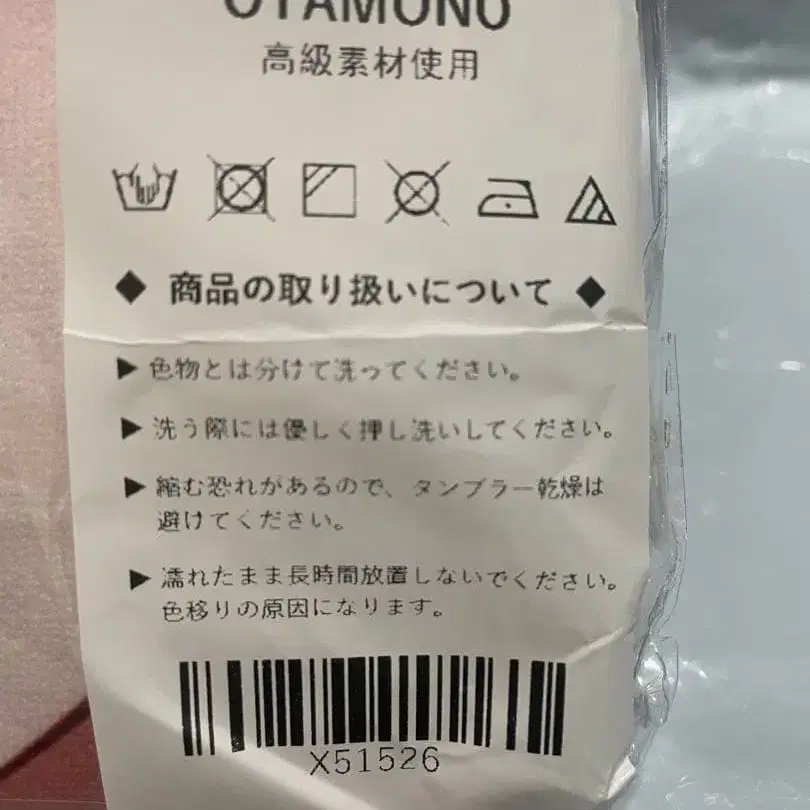 OTAMONO
高級素材使用
◆ 商品の取り扱いについて ◆
▶ 色物とは分けて洗ってください。
▶ 洗う際には優しく押し洗いしてください。
▶ 縮む恐れがあるので、タンブラー乾燥は
避けてください。
▶ 濡れたまま長時間放置しないでください。
色移りの原因になります。
X51526